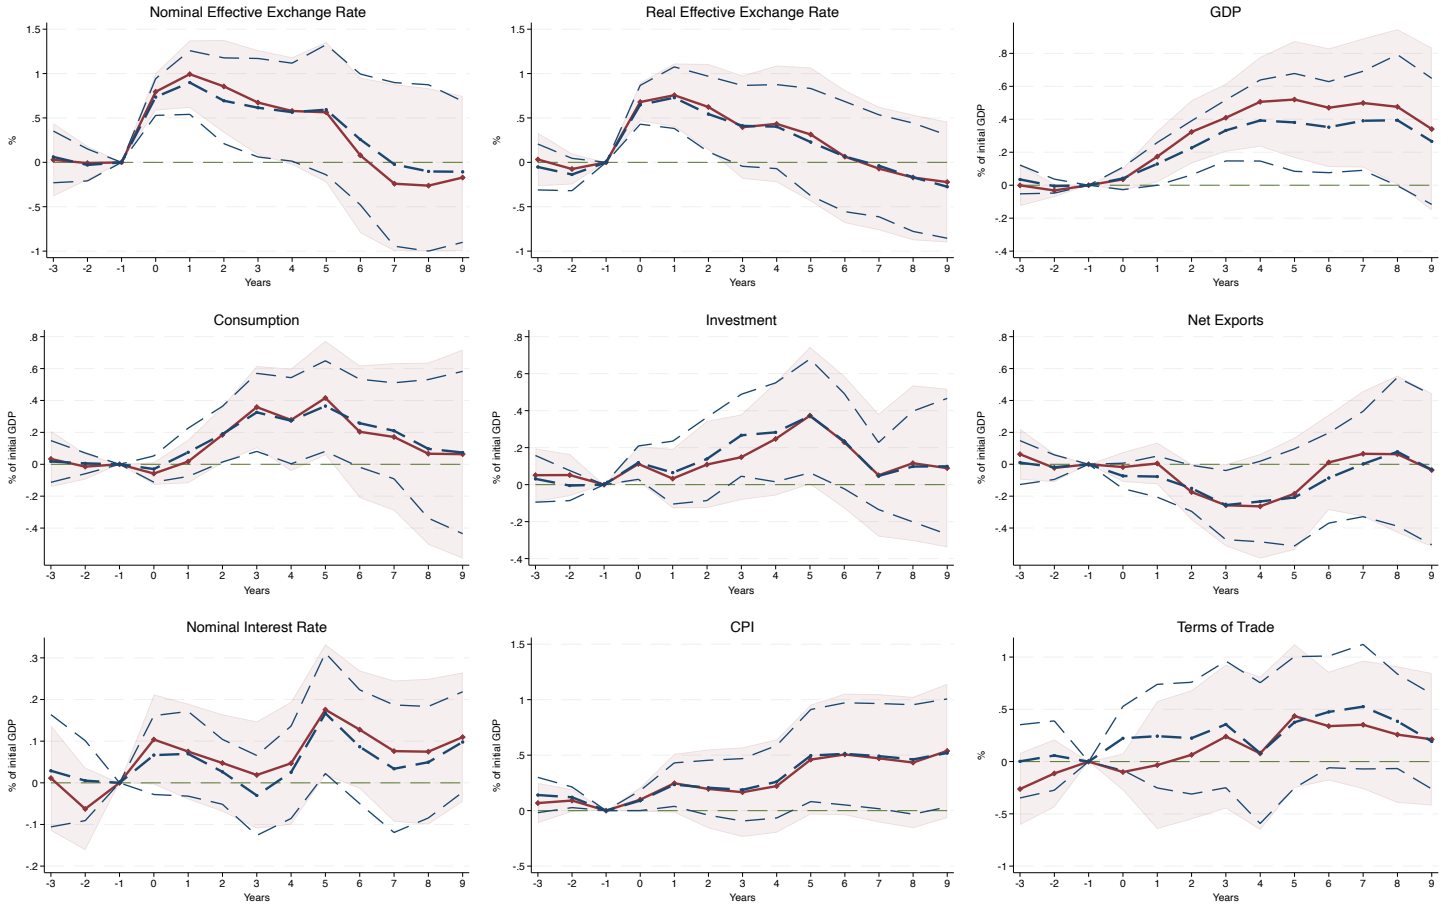 Nominal Effective Exchange Rate
%
1.5
1
.5
0
-.5
-1
-3 -2 -1 0 1 2 3 4 5 6 7 8 9
Years
Real Effective Exchange Rate
%
1.5
1
.5
0
-.5
-1
-3 -2 -1 0 1 2 3 4 5 6 7 8 9
Years
GDP
% of initial GDP
.8
.6
.4
.2
0
-.2
-.4
-3 -2 -1 0 1 2 3 4 5 6 7 8 9
Years
Consumption
% of initial GDP
.8
.6
.4
.2
0
-.2
-.4
-3 -2 -1 0 1 2 3 4 5 6 7 8 9
Years
Investment
% of initial GDP
.8
.6
.4
.2
0
-.2
-.4
-3 -2 -1 0 1 2 3 4 5 6 7 8 9
Years
Net Exports
% of initial GDP
.8
.6
.4
.2
0
-.2
-.4
-3 -2 -1 0 1 2 3 4 5 6 7 8 9
Years
Nominal Interest Rate
% of initial GDP
.3
.2
.1
0
-.1
-.2
-3 -2 -1 0 1 2 3 4 5 6 7 8 9
Years
CPI
% of initial GDP
1.5
1
.5
0
-.5
-3 -2 -1 0 1 2 3 4 5 6 7 8 9
Years
Terms of Trade
%
1
.5
0
-.5
-1
-3 -2 -1 0 1 2 3 4 5 6 7 8 9
Years